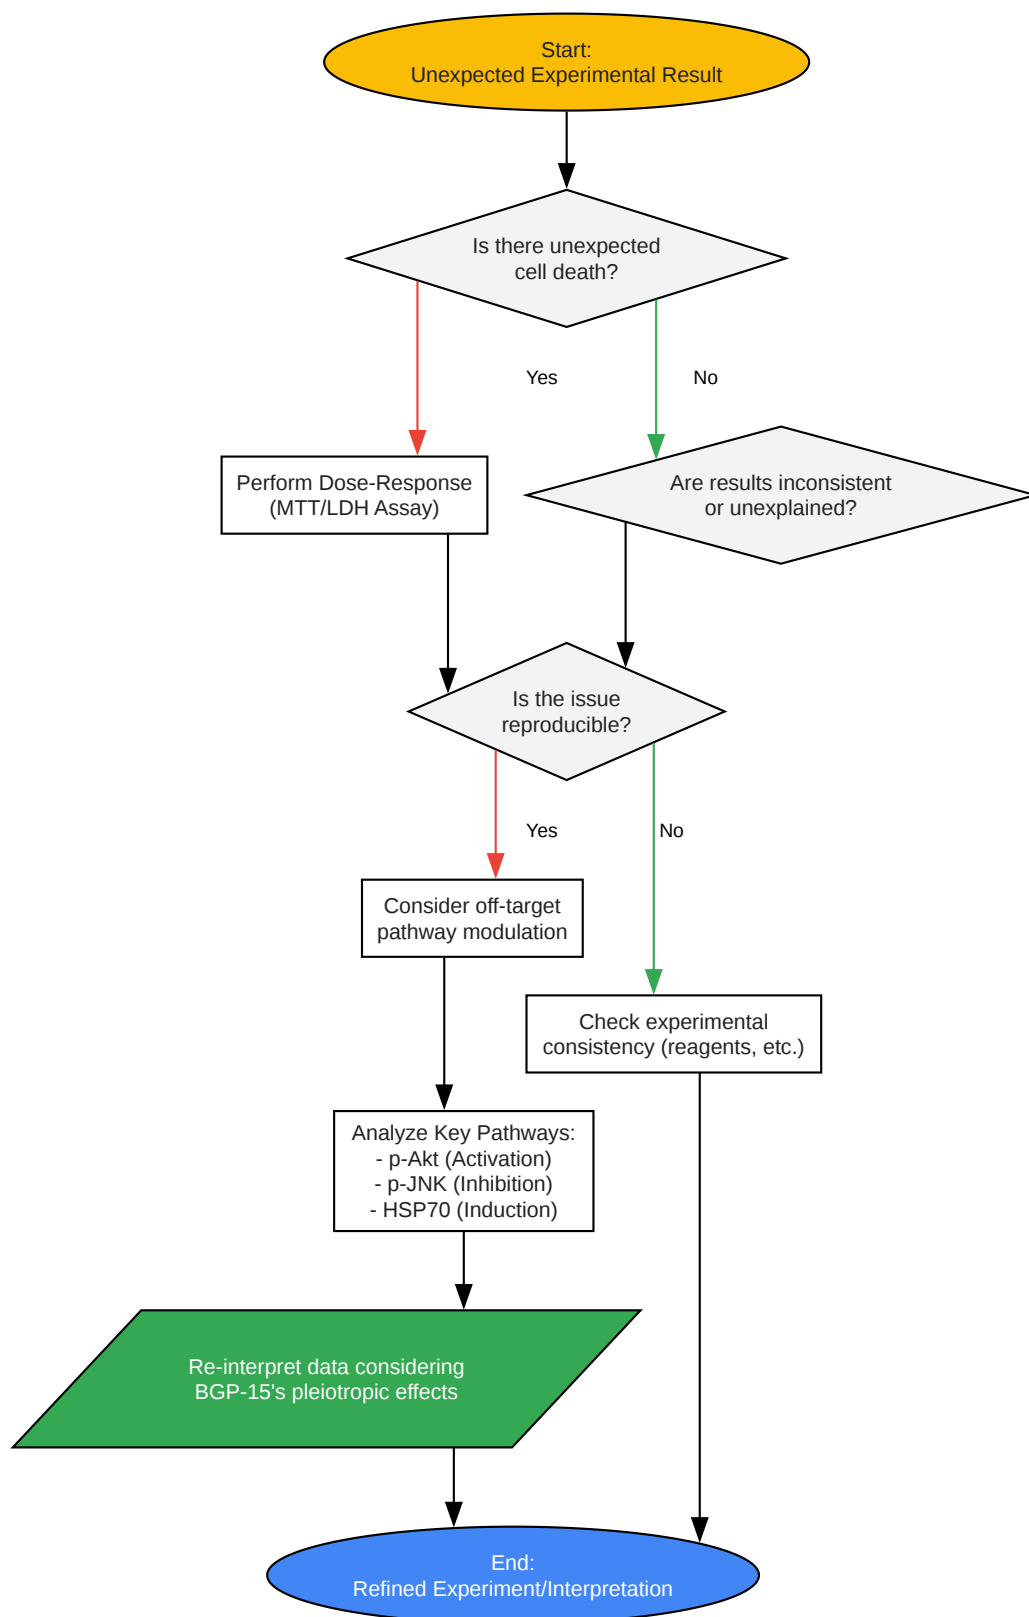 Start:
Unexpected Experimental Result
Is there unexpected
cell death?
Yes
No
Perform Dose-Response
(MTT/LDH Assay)
Are results inconsistent
or unexplained?
Is the issue
reproducible?
Yes
No
Consider off-target
pathway modulation
Check experimental
consistency (reagents, etc.)
Analyze Key Pathways:
- p-Akt (Activation)
- p-JNK (Inhibition)
- HSP70 (Induction)
Re-interpret data considering
BGP-15's pleiotropic effects
End:
Refined Experiment/Interpretation